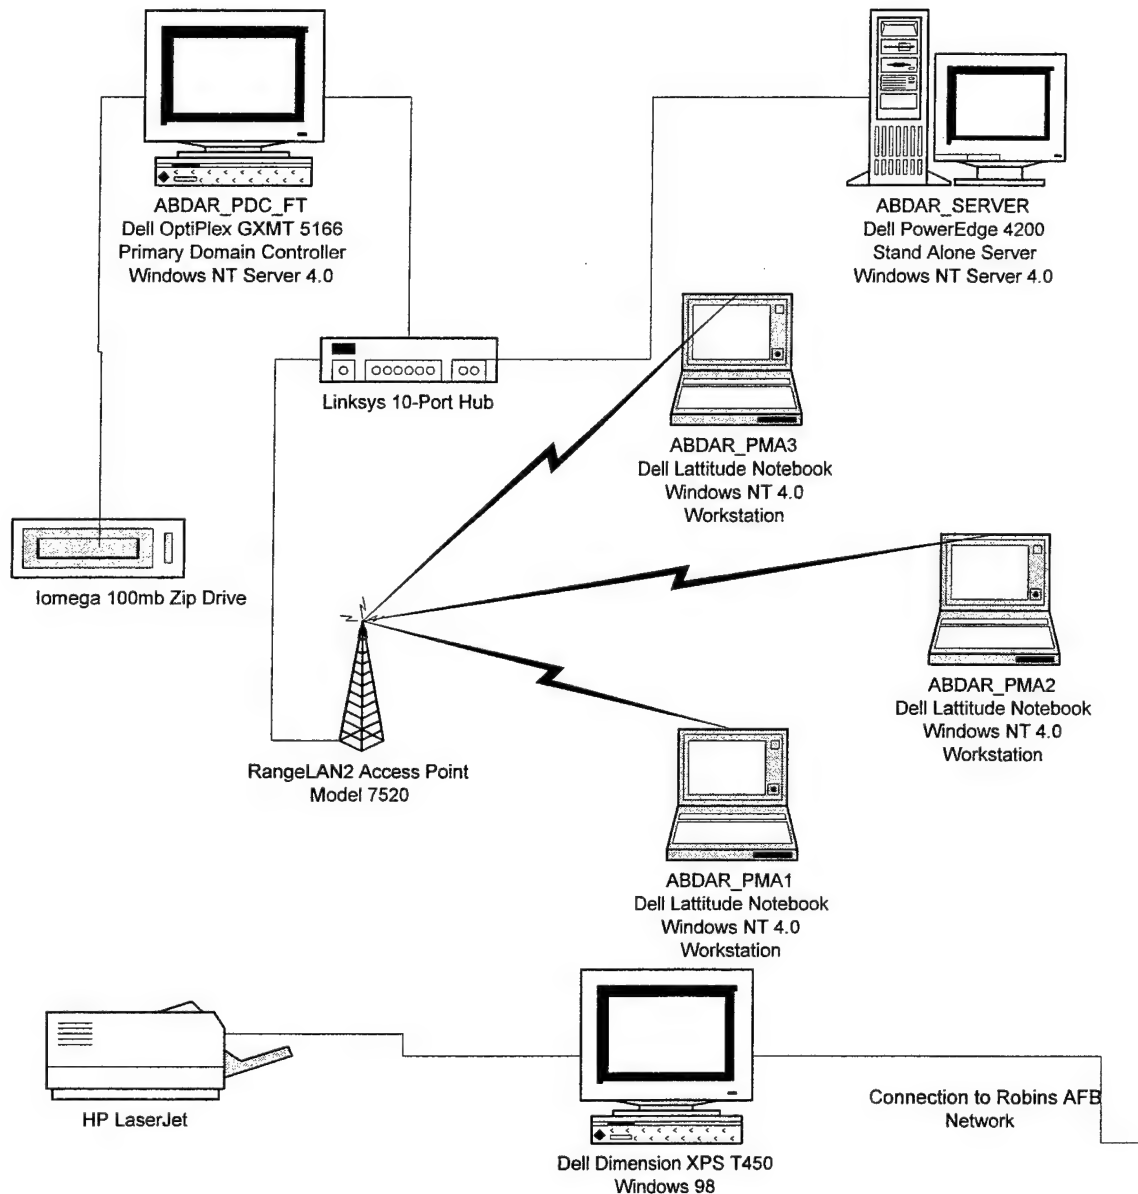 ABDAR_PDC_FT
Dell OptiPlex GXMT 5166
Primary Domain Controller
Windows NT Server 4.0
ABDAR_SERVER
Dell PowerEdge 4200
Stand Alone Server
Windows NT Server 4.0
Linksys 10-Port Hub
ABDAR_PMA3
Dell Lattitude Notebook
Windows NT 4.0
Workstation
Iomega 100mb Zip Drive
ABDAR_PMA2
Dell Lattitude Notebook
Windows NT 4.0
Workstation
RangeLAN2 Access Point
Model 7520
ABDAR_PMA1
Dell Lattitude Notebook
Windows NT 4.0
Workstation
HP LaserJet
Connection to Robins AFB
Network
Dell Dimension XPS T450
Windows 98